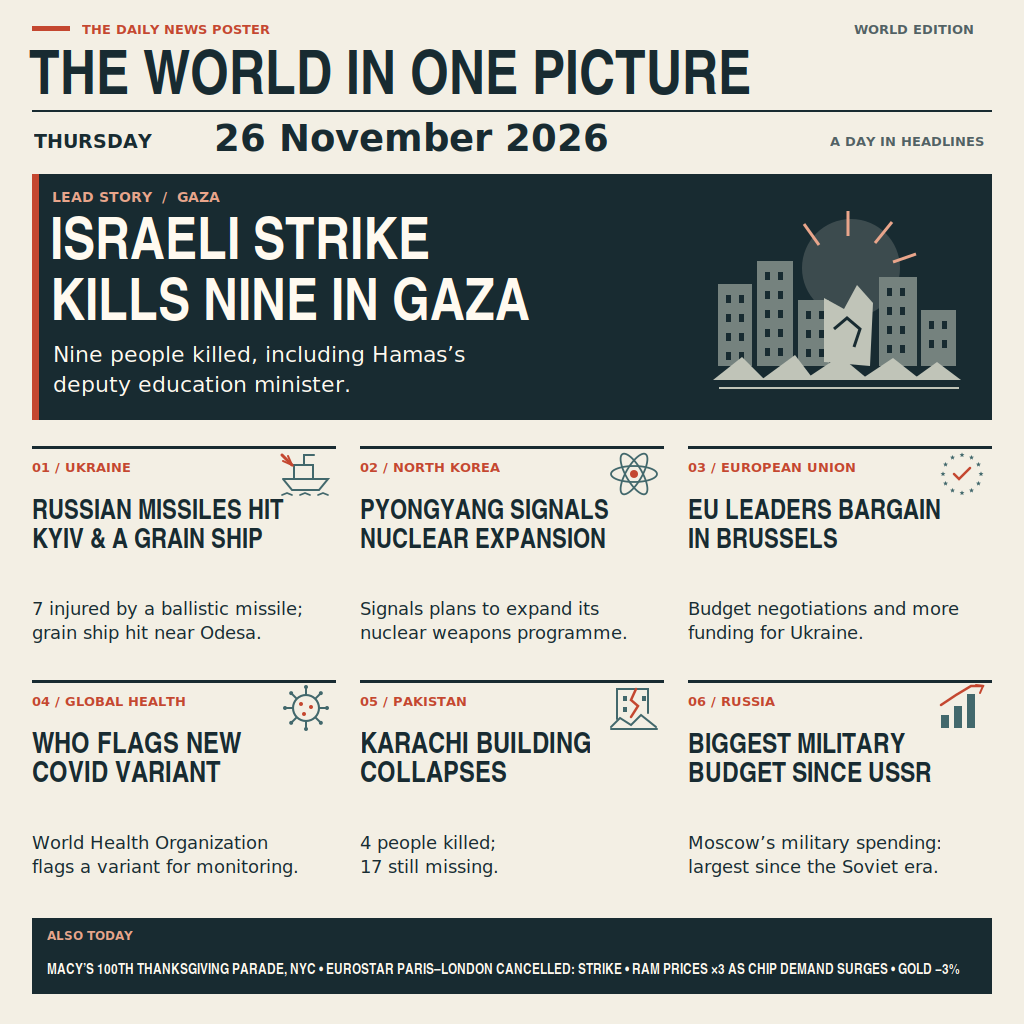 THE DAILY NEWS POSTER
WORLD EDITION
THE WORLD IN ONE PICTURE
THURSDAY
26 November 2026
A DAY IN HEADLINES
LEAD STORY / GAZA
ISRAELI STRIKE
KILLS NINE IN GAZA
Nine people killed, including Hamas’s
deputy education minister.
01 / UKRAINE
RUSSIAN MISSILES HIT
KYIV & A GRAIN SHIP
7 injured by a ballistic missile;
grain ship hit near Odesa.
02 / NORTH KOREA
PYONGYANG SIGNALS
NUCLEAR EXPANSION
Signals plans to expand its
nuclear weapons programme.
03 / EUROPEAN UNION
EU LEADERS BARGAIN
IN BRUSSELS
Budget negotiations and more
funding for Ukraine.
04 / GLOBAL HEALTH
WHO FLAGS NEW
COVID VARIANT
World Health Organization
flags a variant for monitoring.
05 / PAKISTAN
KARACHI BUILDING
COLLAPSES
4 people killed;
17 still missing.
06 / RUSSIA
BIGGEST MILITARY
BUDGET SINCE USSR
Moscow’s military spending:
largest since the Soviet era.
ALSO TODAY
MACY’S 100TH THANKSGIVING PARADE, NYC • EUROSTAR PARIS–LONDON CANCELLED: STRIKE • RAM PRICES ×3 AS CHIP DEMAND SURGES • GOLD −3%